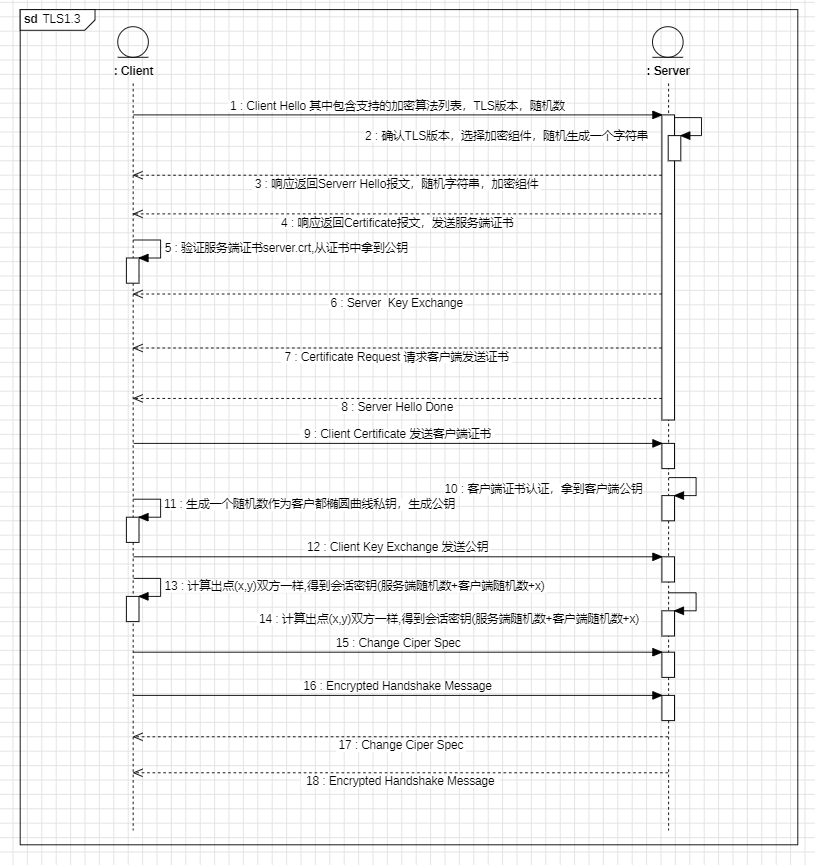 sd TLS1.3
: Client
: Server
1 : Client Hello 其中包含支持的加密算法列表，TLS版本，随机数
2 : 确认TLS版本，选择加密组件，随机生成一个字符串
3 : 响应返回Serverr Hello报文，随机字符串，加密组件
4 : 响应返回Certificate报文，发送服务端证书
5 : 验证服务端证书server.crt,从证书中拿到公钥
6 : Server  Key Exchange
7 : Certificate Request 请求客户端发送证书
8 : Server Hello Done
9 : Client Certificate 发送客户端证书
10 : 客户端证书认证，拿到客户端公钥
11 : 生成一个随机数作为客户都椭圆曲线私钥，生成公钥
12 : Client Key Exchange 发送公钥
13 : 计算出点(x,y)双方一样,得到会话密钥(服务端随机数+客户端随机数+x)
14 : 计算出点(x,y)双方一样,得到会话密钥(服务端随机数+客户端随机数+x)
15 : Change Ciper Spec
16 : Encrypted Handshake Message
17 : Change Ciper Spec
18 : Encrypted Handshake Message